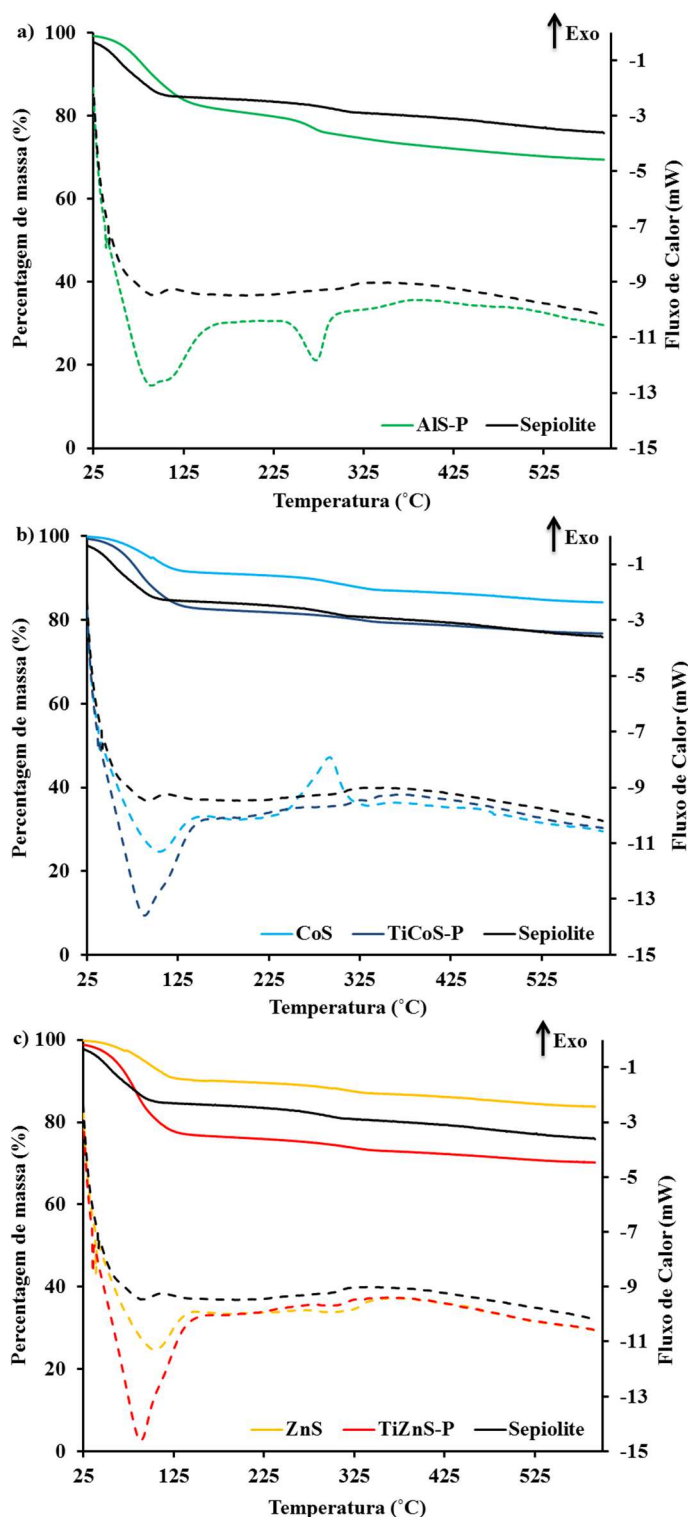 a)
Exo
100
80
60
40
20
0
Percentagem de massa (%)
-1
-3
-5
-7
-9
-11
-13
-15
Fluxo de Calor (mW)
AlS-P Sepiolite
25 125 225 325 425 525
Temperatura (˚C)
b)
Exo
100
80
60
40
20
0
Percentagem de massa (%)
-1
-3
-5
-7
-9
-11
-13
-15
Fluxo de Calor (mW)
CoS TiCoS-P Sepiolite
25 125 225 325 425 525
Temperatura (˚C)
c)
Exo
100
80
60
40
20
0
Percentagem de massa (%)
-1
-3
-5
-7
-9
-11
-13
-15
Fluxo de Calor (mW)
ZnS TiZnS-P Sepiolite
25 125 225 325 425 525
Temperatura (˚C)